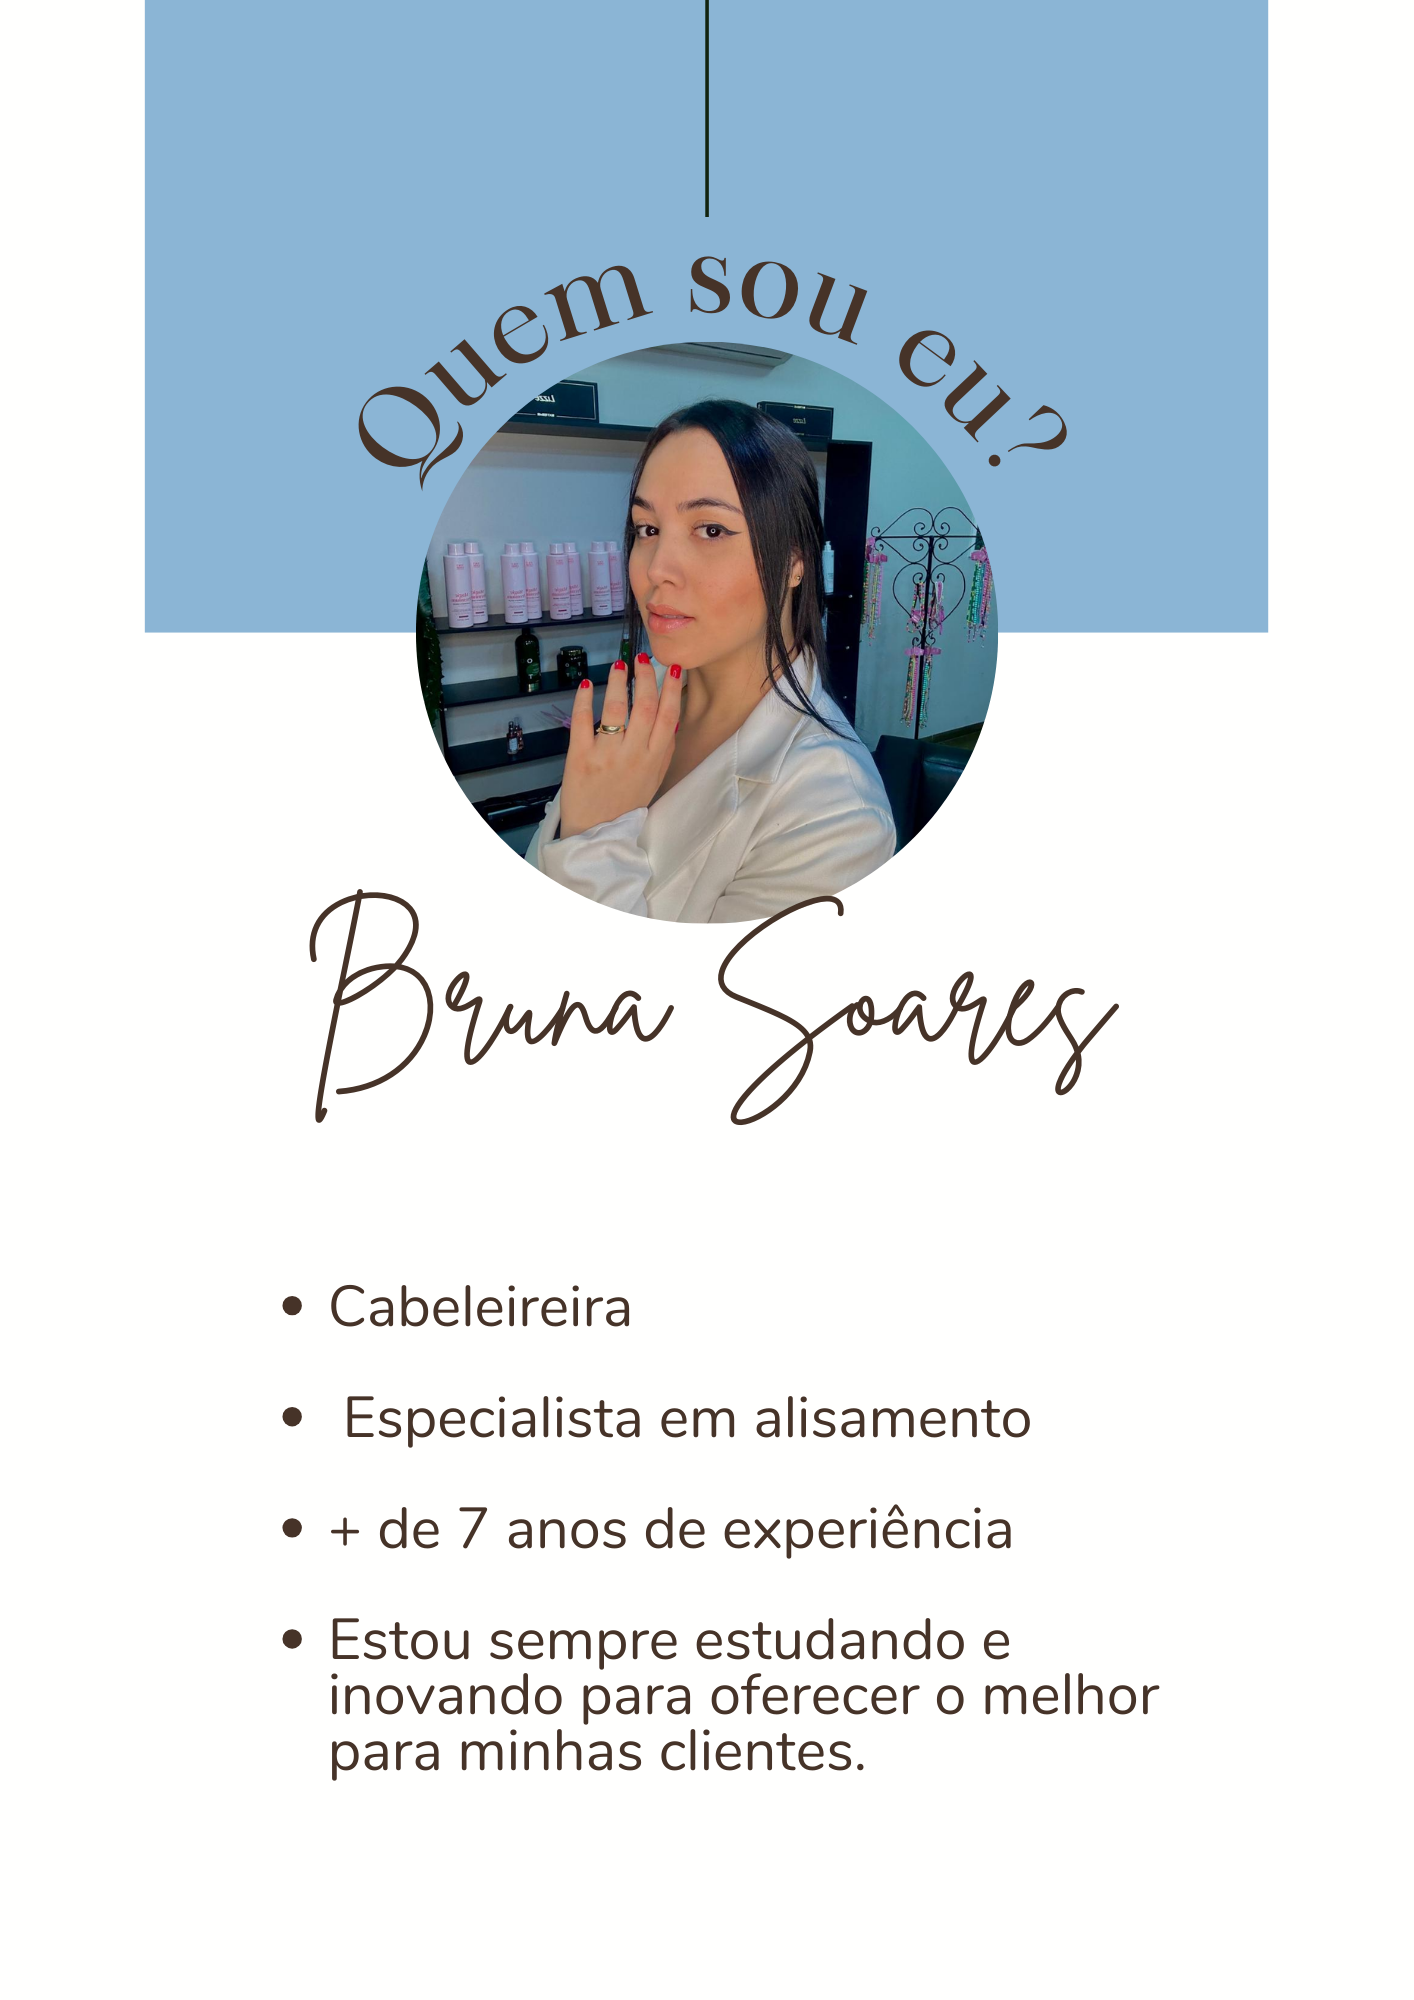 Quem sou eu?
Bruna Soares
• Cabeleireira
• Especialista em alisamento
• + de 7 anos de experiência
• Estou sempre estudando e
inovando para oferecer o melhor
para minhas clientes.